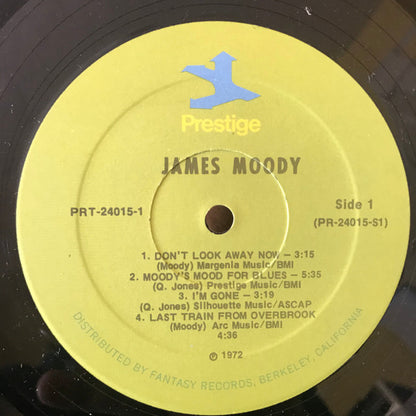 Prestige
JAMES MOODY
PRT-24015-1
Side 1
(PR-24015-S1)
1. DON'T LOOK AWAY NOW – 3:15
(Moody) Margenia Music/BMI
2. MOODY'S MOOD FOR BLUES – 5:35
(Q. Jones) Prestige Music/BMI
3. I'M GONE – 3:19
(Q. Jones) Silhouette Music/ASCAP
4. LAST TRAIN FROM OVERBROOK
(Moody) Arc Music/BMI
4:36
℗ 1972
DISTRIBUTED BY FANTASY RECORDS, BERKELEY, CALIFORNIA